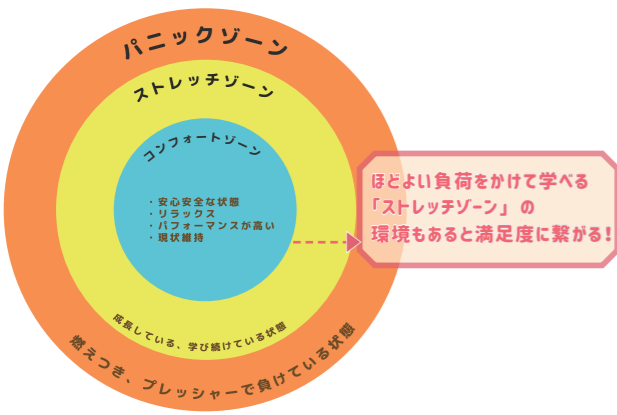 パニックゾーン
ストレッチゾーン
コンフォートゾーン
・安心安全な状態
・リラックス
・パフォーマンスが高い
・現状維持
成長している、学び続けている状態
燃えつき、プレッシャーで負けている状態
ほどよい負荷をかけて学べる
「ストレッチゾーン」の
環境もあると満足度に繋がる!